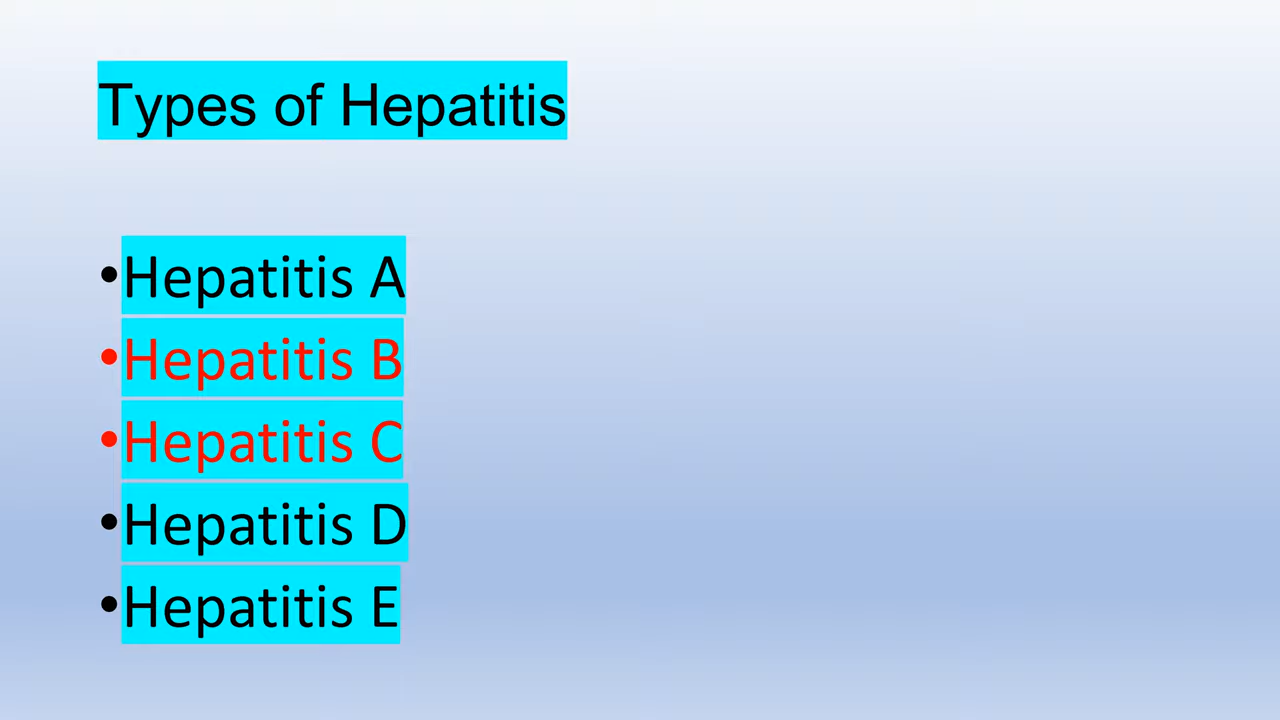 Types of Hepatitis
•Hepatitis A
•Hepatitis B
•Hepatitis C
•Hepatitis D
•Hepatitis E